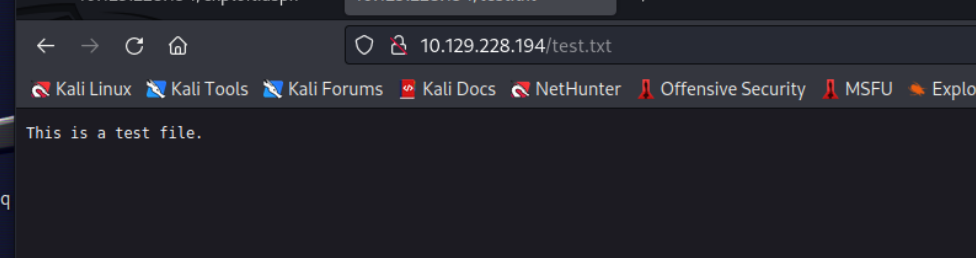 10.129.228.194/test.txt
Kali Linux Kali Tools Kali Forums Kali Docs NetHunter Offensive Security MSFU Explo
This is a test file.
q